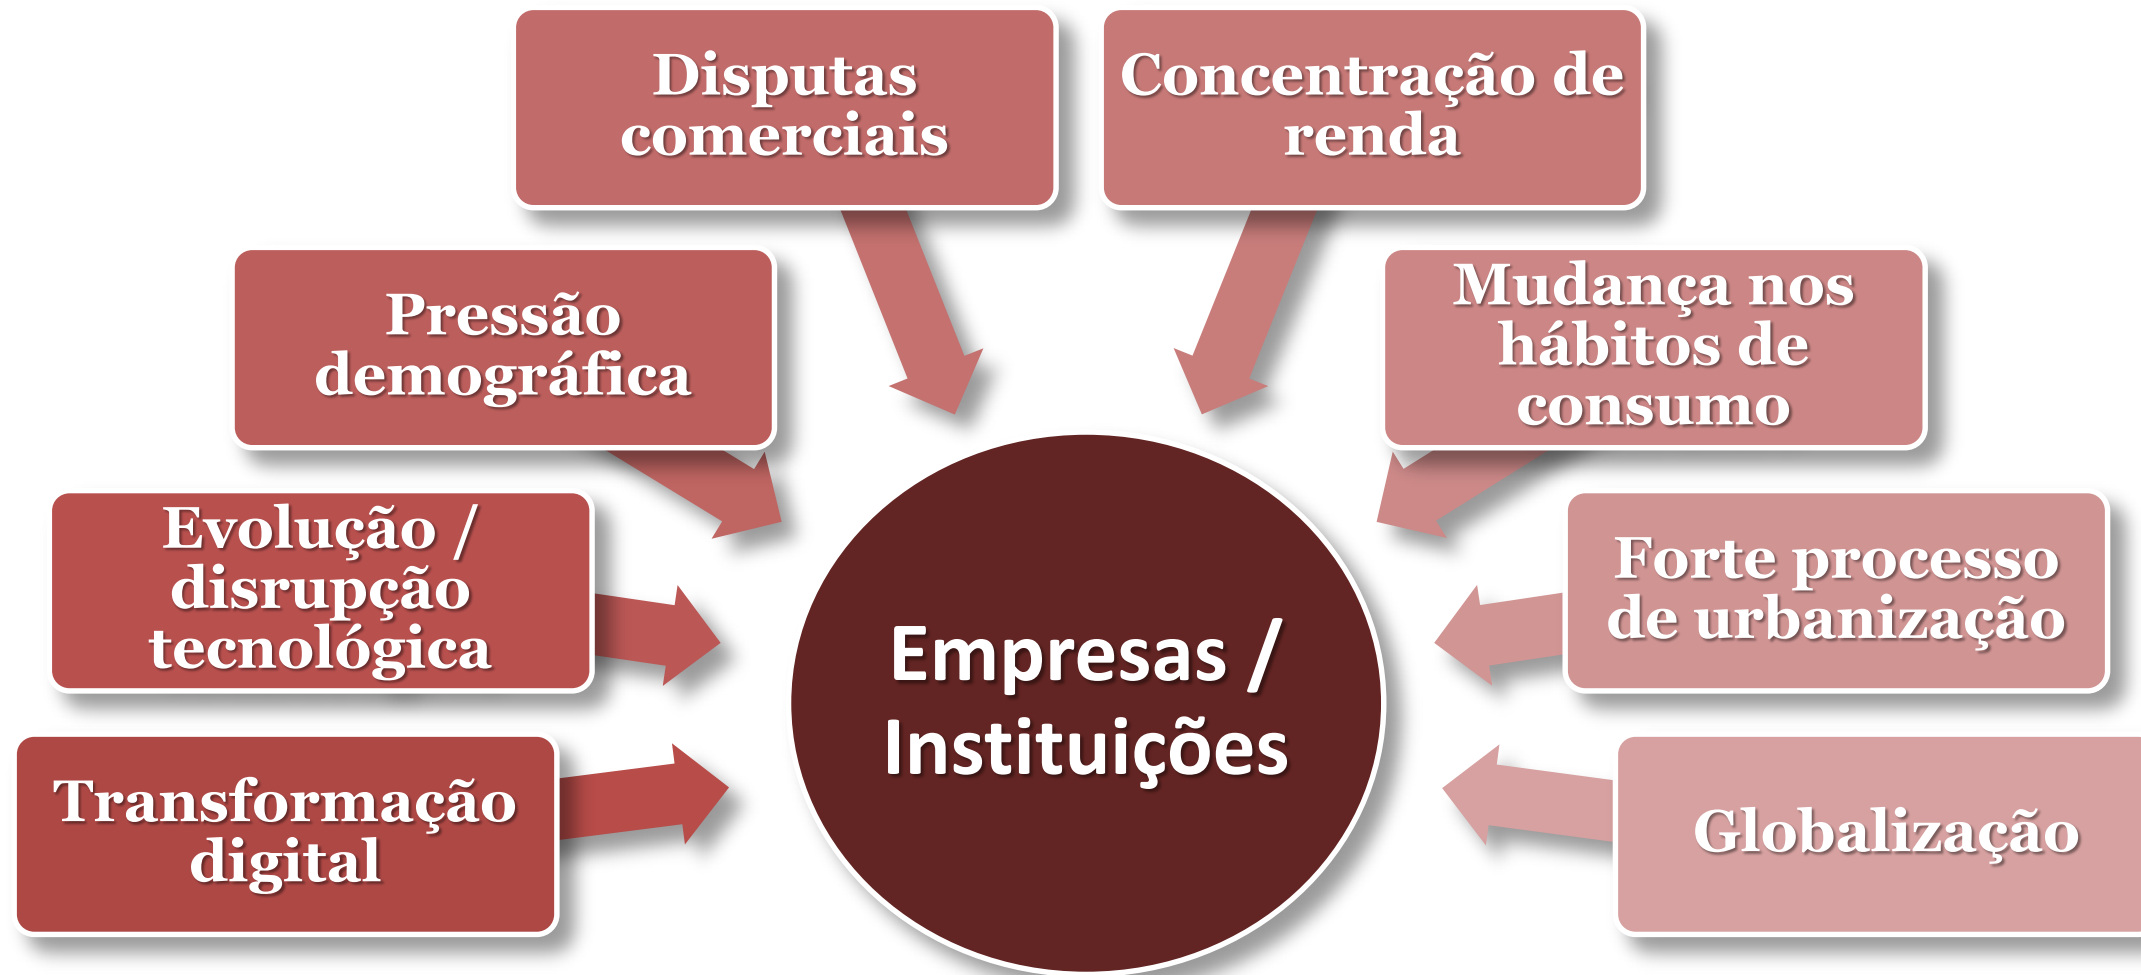 Disputas
comerciais
Concentração de
renda
Pressão
demográfica
Mudança nos
hábitos de
consumo
Evolução /
disrupção
tecnológica
Forte processo
de urbanização
Empresas /
Instituições
Transformação
digital
Globalização